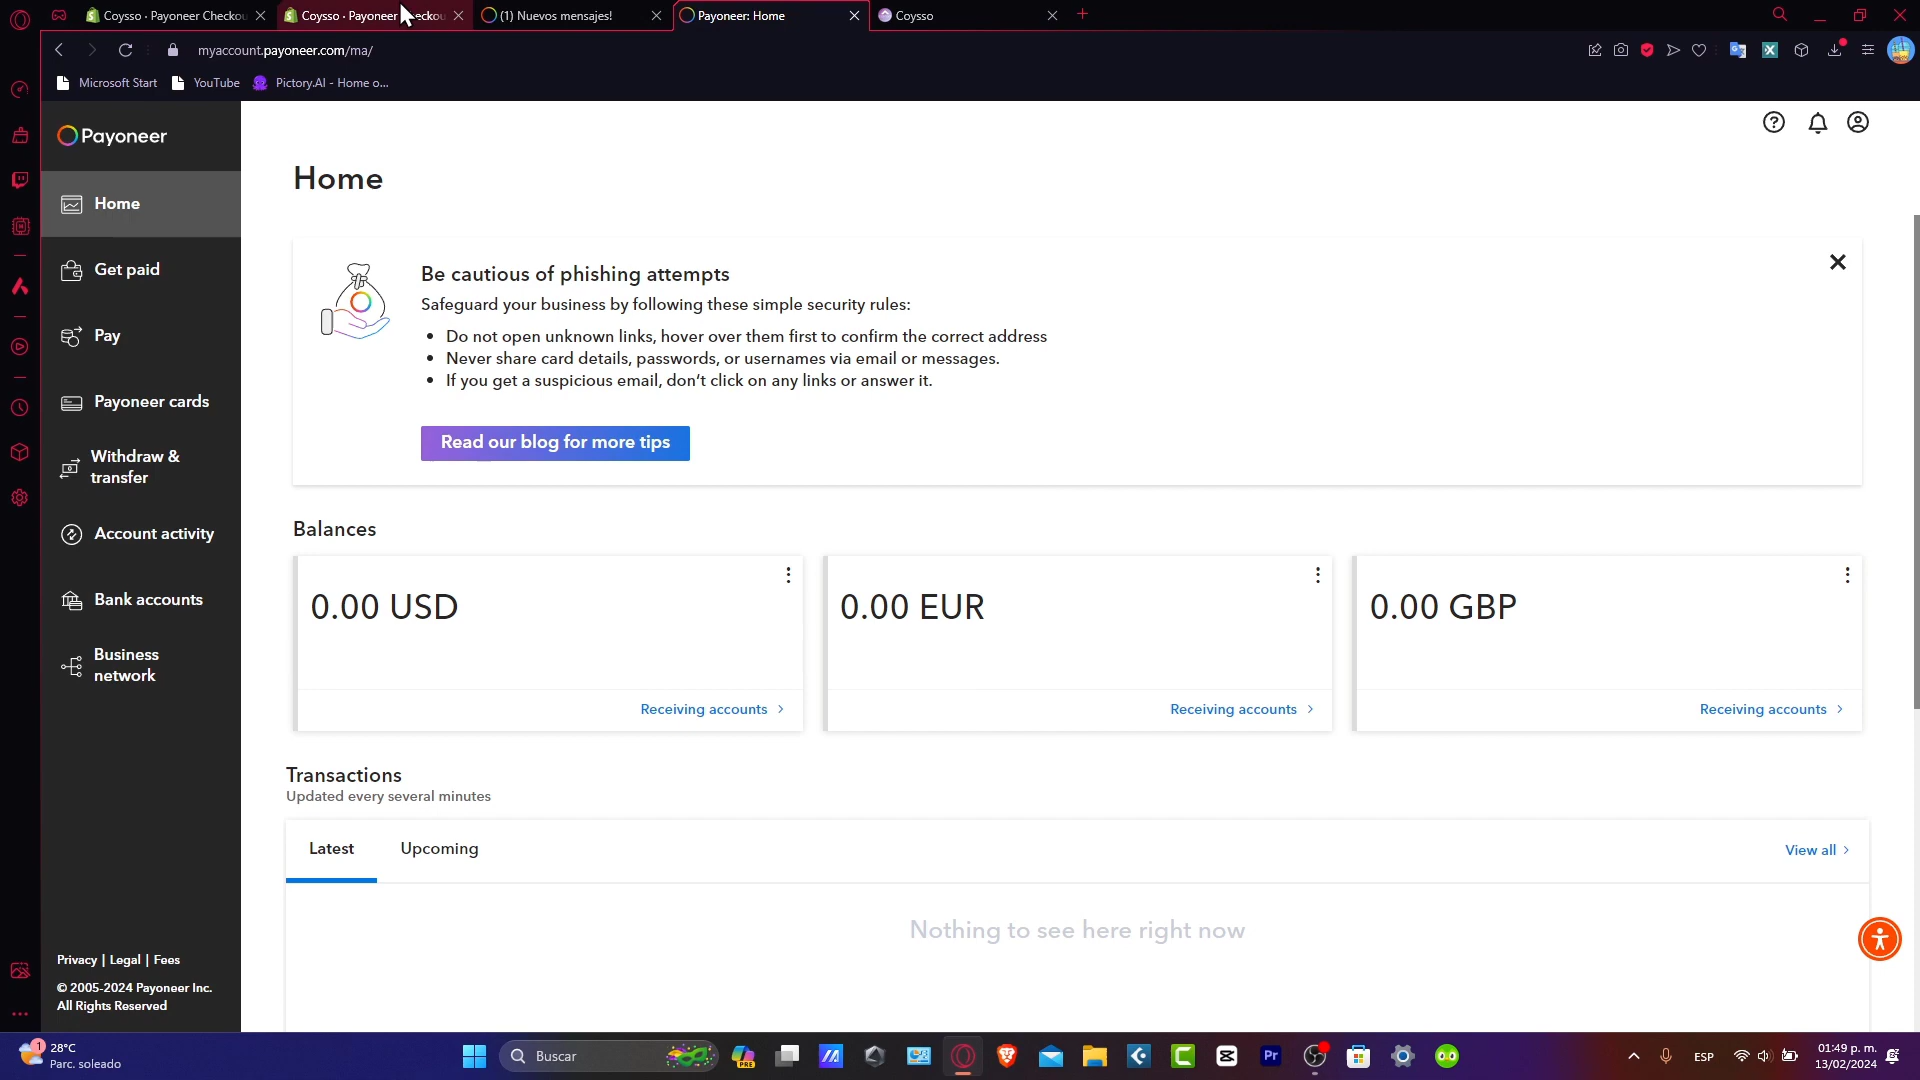 Coysso · Payoneer Checkou
Coysso · Payoneer Checkou
(1) Nuevos mensajes!
Payoneer: Home
Coysso
myaccount.payoneer.com/ma/
Microsoft Start
YouTube
Pictory.AI - Home o...
Payoneer
Home
Get paid
Pay
Payoneer cards
Withdraw &
transfer
Account activity
Bank accounts
Business
network
Privacy | Legal | Fees
© 2005-2024 Payoneer Inc.
All Rights Reserved
Home
Be cautious of phishing attempts
Safeguard your business by following these simple security rules:
• Do not open unknown links, hover over them first to confirm the correct address
• Never share card details, passwords, or usernames via email or messages.
• If you get a suspicious email, don’t click on any links or answer it.
Read our blog for more tips
Balances
0.00 USD
Receiving accounts
0.00 EUR
Receiving accounts
0.00 GBP
Receiving accounts
Transactions
Updated every several minutes
Latest
Upcoming
View all
Nothing to see here right now
1
28°C
Parc. soleado
Buscar
PRE
Pr
ESP
01:49 p. m.
13/02/2024